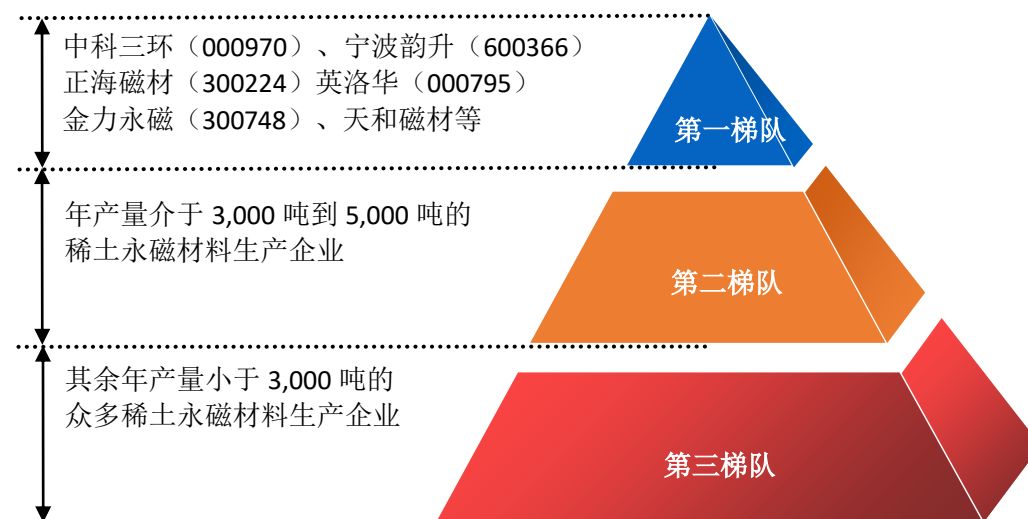 中科三环（000970）、宁波韵升（600366）
正海磁材（300224）英洛华（000795）
金力永磁（300748）、天和磁材等
第一梯队
年产量介于 3,000 吨到 5,000 吨的
稀土永磁材料生产企业
第二梯队
其余年产量小于 3,000 吨的
众多稀土永磁材料生产企业
第三梯队